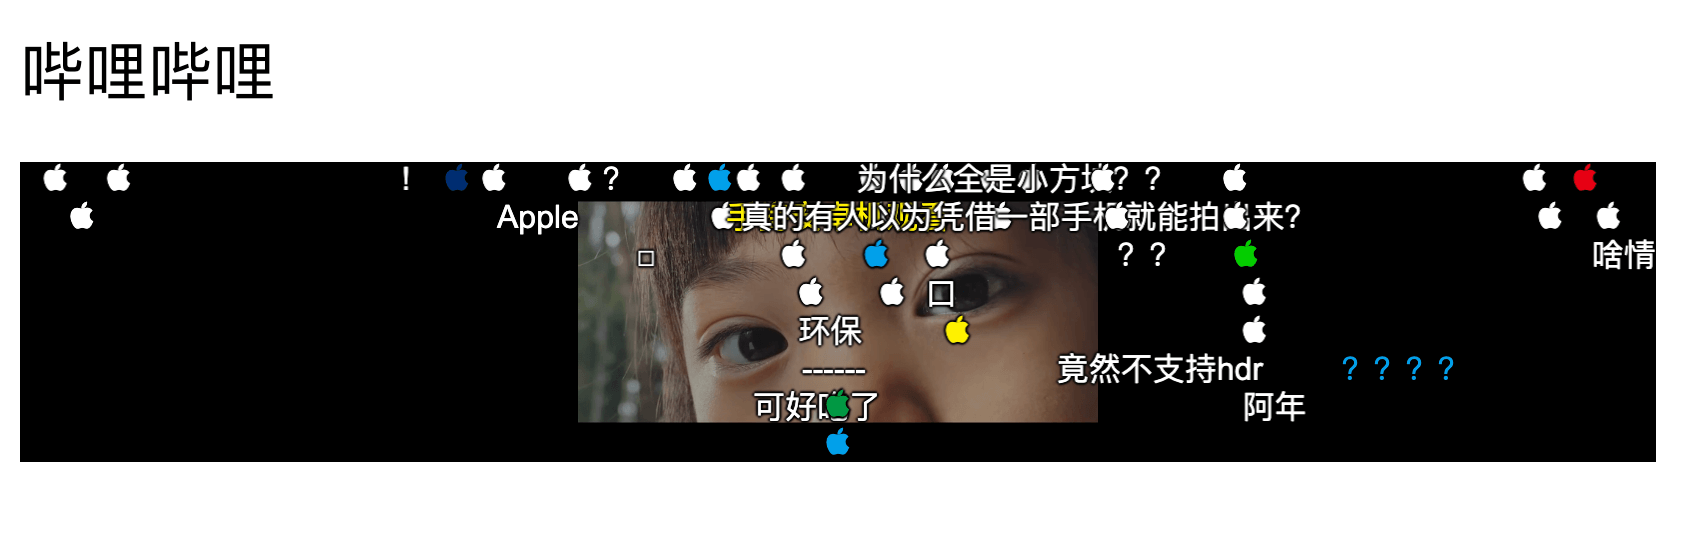 哔哩哔哩
! ? 为什么全是小方块? ?
Apple 真的有人以为凭借一部手机就能拍出来?
口 ? ? 啥情
口
环保
------ 竟然不支持hdr ? ? ? ?
可好吃了 阿年